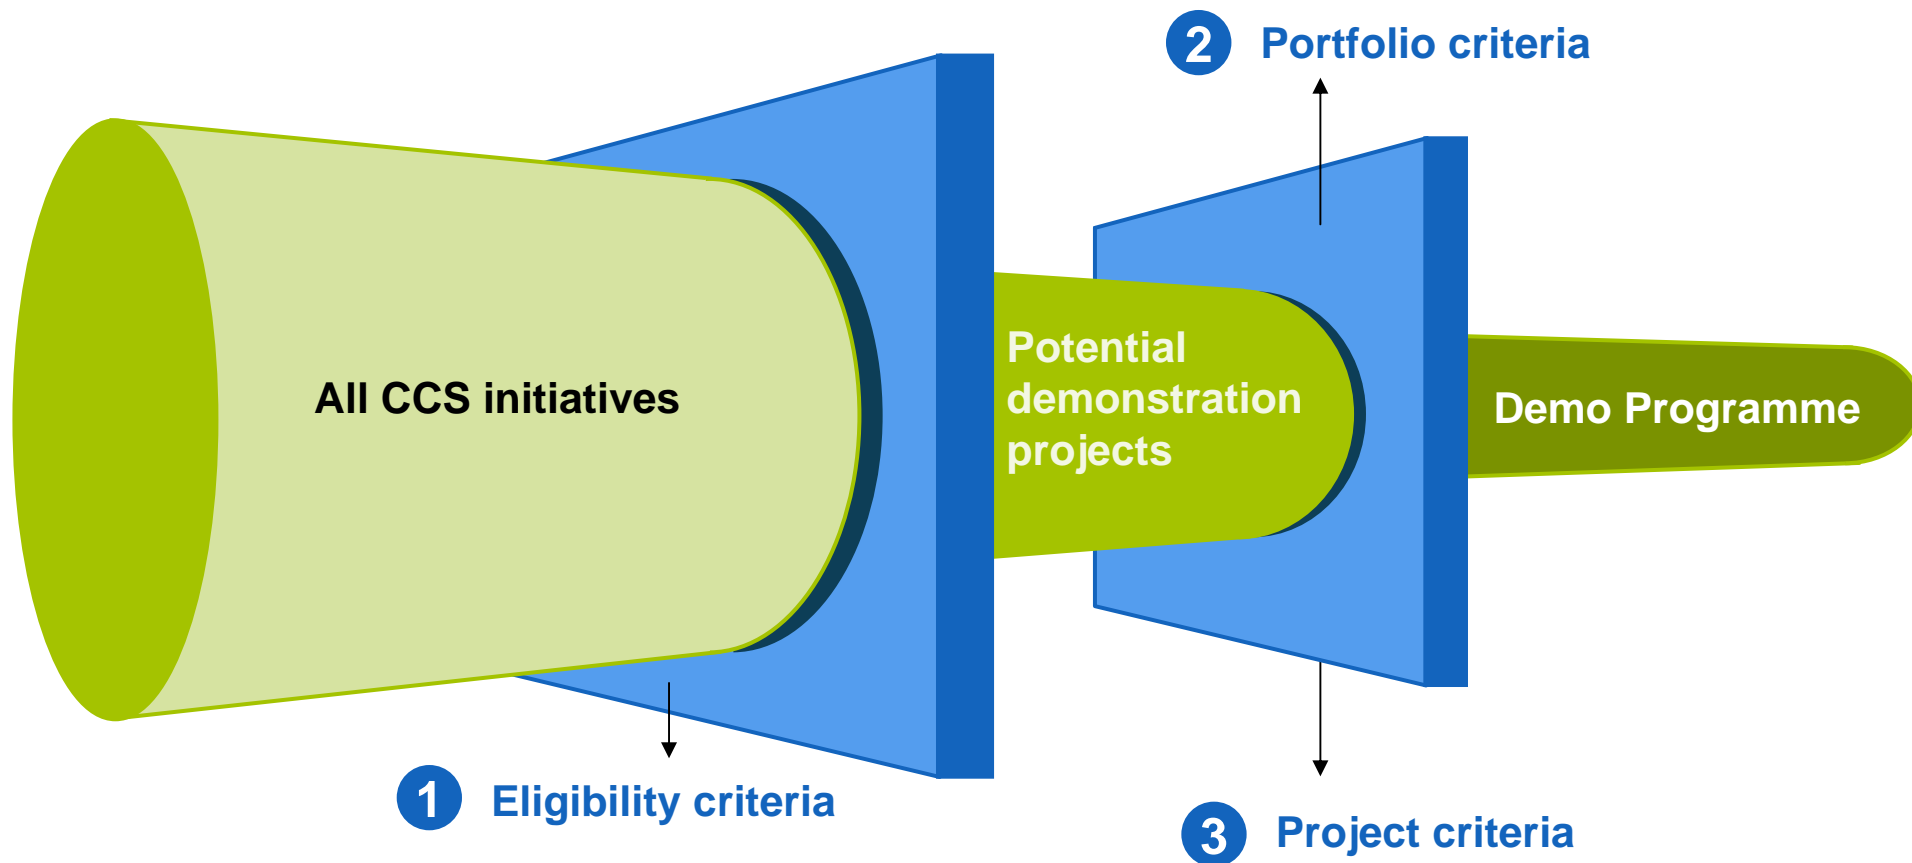 2 Portfolio criteria
All CCS initiatives
Potential
demonstration
projects
Demo Programme
1 Eligibility criteria
3 Project criteria